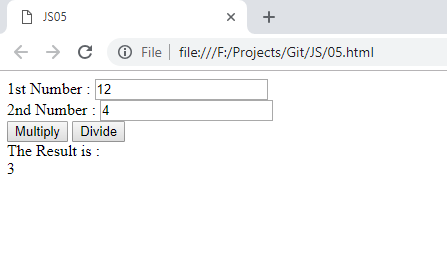 JS05
File file:///F:/Projects/Git/JS/05.html
1st Number : 12
2nd Number : 4
Multiply Divide
The Result is :
3